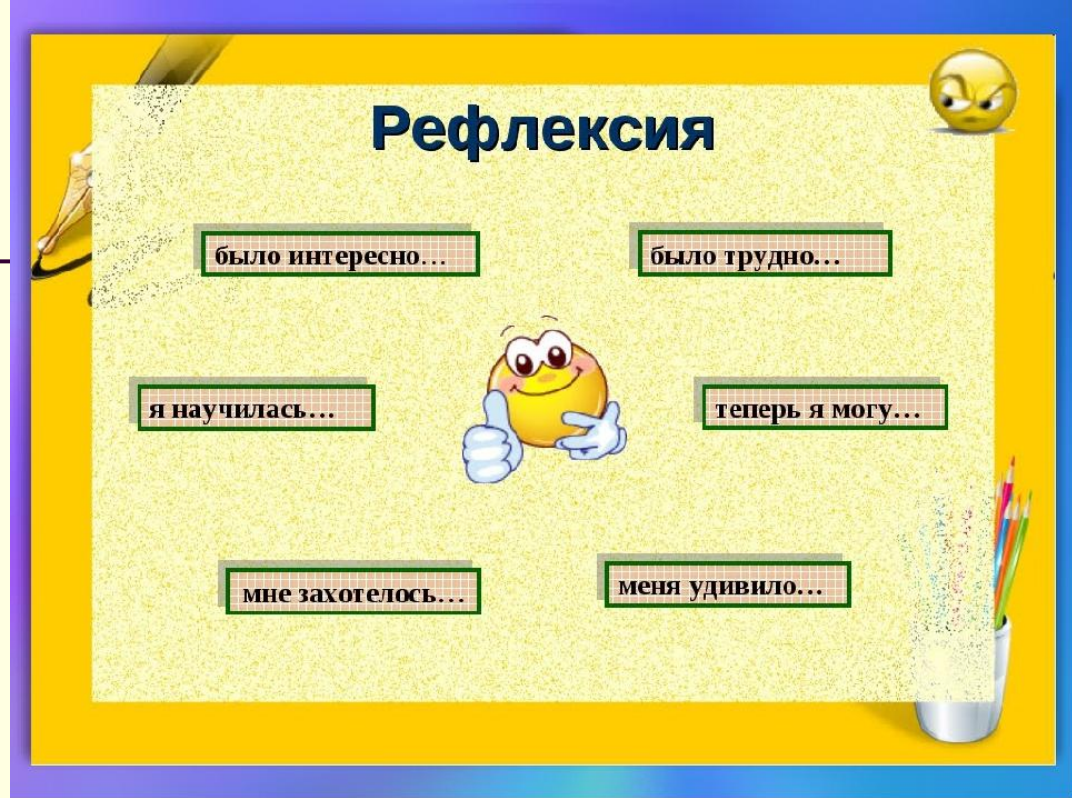 Рефлексия
было интересно…
было трудно…
я научилась…
теперь я могу…
мне захотелось…
меня удивило…